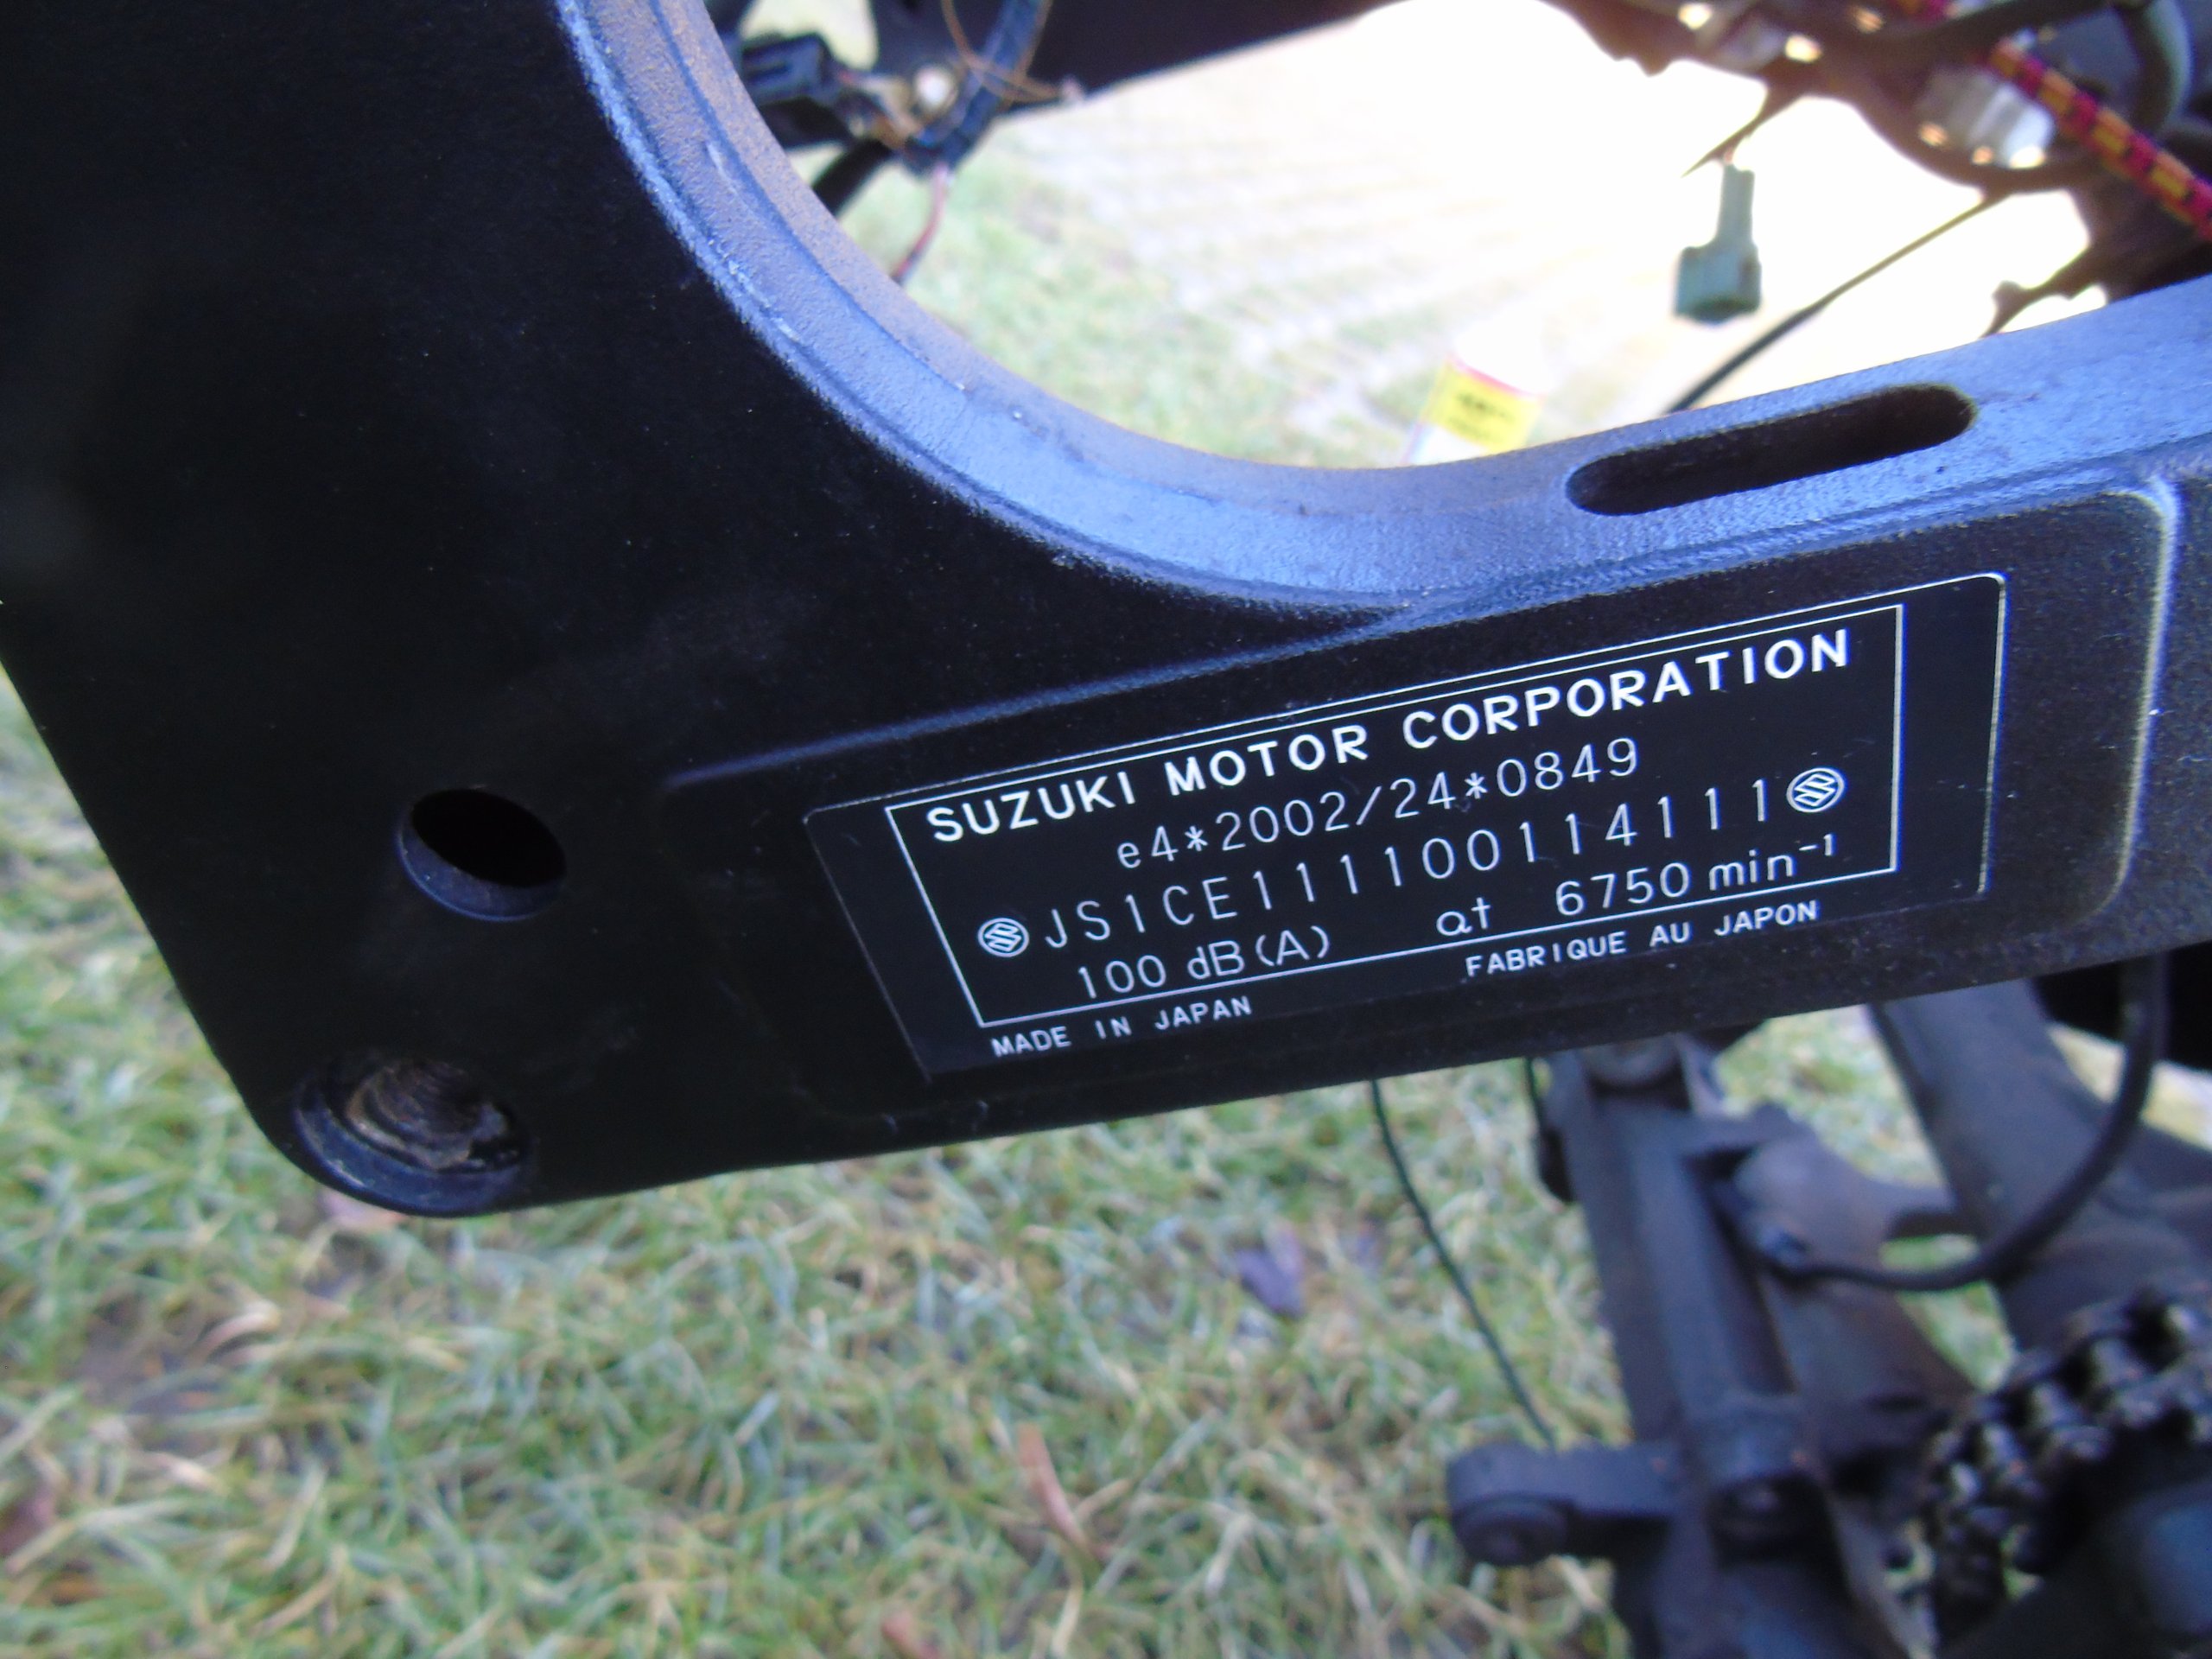 SUZUKI MOTOR CORPORATION
e4*2002/24*0849
JS1CE111100114111
100 dB(A) at 6750 min⁻¹
MADE IN JAPAN FABRIQUE AU JAPON